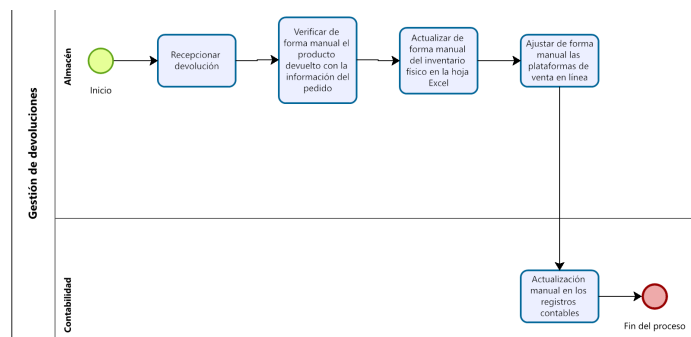 Gestión de devoluciones
Almacén
Inicio
Recepcionar
devolución
Verificar de
forma manual el
producto
devuelto con la
información del
pedido
Actualizar de
forma manual
del inventario
físico en la hoja
Excel
Ajustar de forma
manual las
plataformas de
venta en línea
Contabilidad
Actualización
manual en los
registros
contables
Fin del proceso